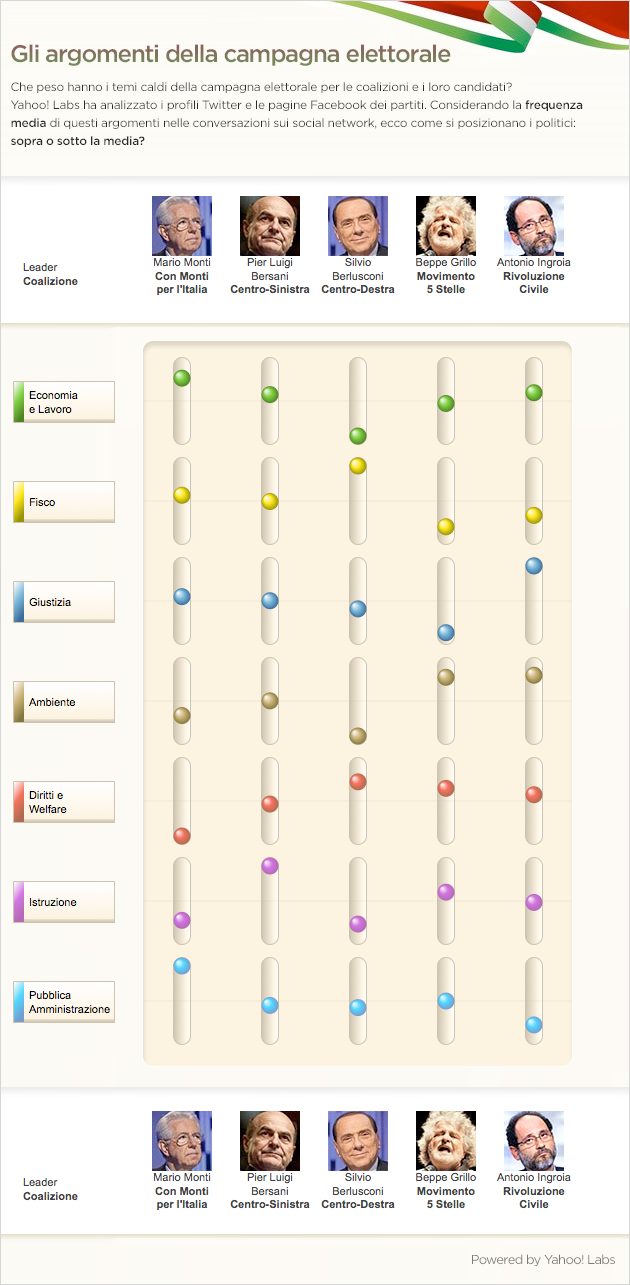 Gli argomenti della campagna elettorale
Che peso hanno i temi caldi della campagna elettorale per le coalizioni e i loro candidati?
Yahoo! Labs ha analizzato i profili Twitter e le pagine Facebook dei partiti. Considerando la frequenza
media di questi argomenti nelle conversazioni sui social network, ecco come si posizionano i politici:
sopra o sotto la media?
Leader
Coalizione
Mario Monti
Con Monti
per l'Italia
Pier Luigi
Bersani
Centro-Sinistra
Silvio
Berlusconi
Centro-Destra
Beppe Grillo
Movimento
5 Stelle
Antonio Ingroia
Rivoluzione
Civile
Economia
e Lavoro
Fisco
Giustizia
Ambiente
Diritti e
Welfare
Istruzione
Pubblica
Amministrazione
Leader
Coalizione
Mario Monti
Con Monti
per l'Italia
Pier Luigi
Bersani
Centro-Sinistra
Silvio
Berlusconi
Centro-Destra
Beppe Grillo
Movimento
5 Stelle
Antonio Ingroia
Rivoluzione
Civile
Powered by Yahoo! Labs